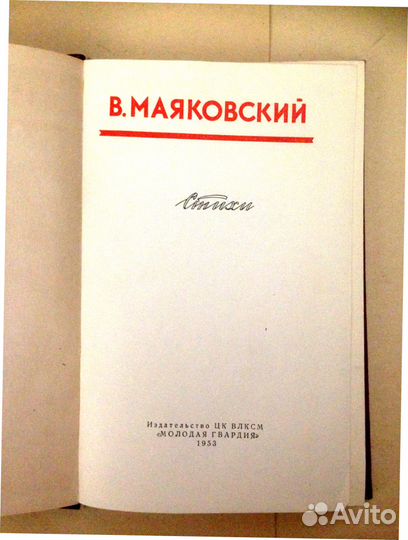 В. МАЯКОВСКИЙ
Стихи
Издательство ЦК ВЛКСМ
«МОЛОДАЯ ГВАРДИЯ»
1953
Avito